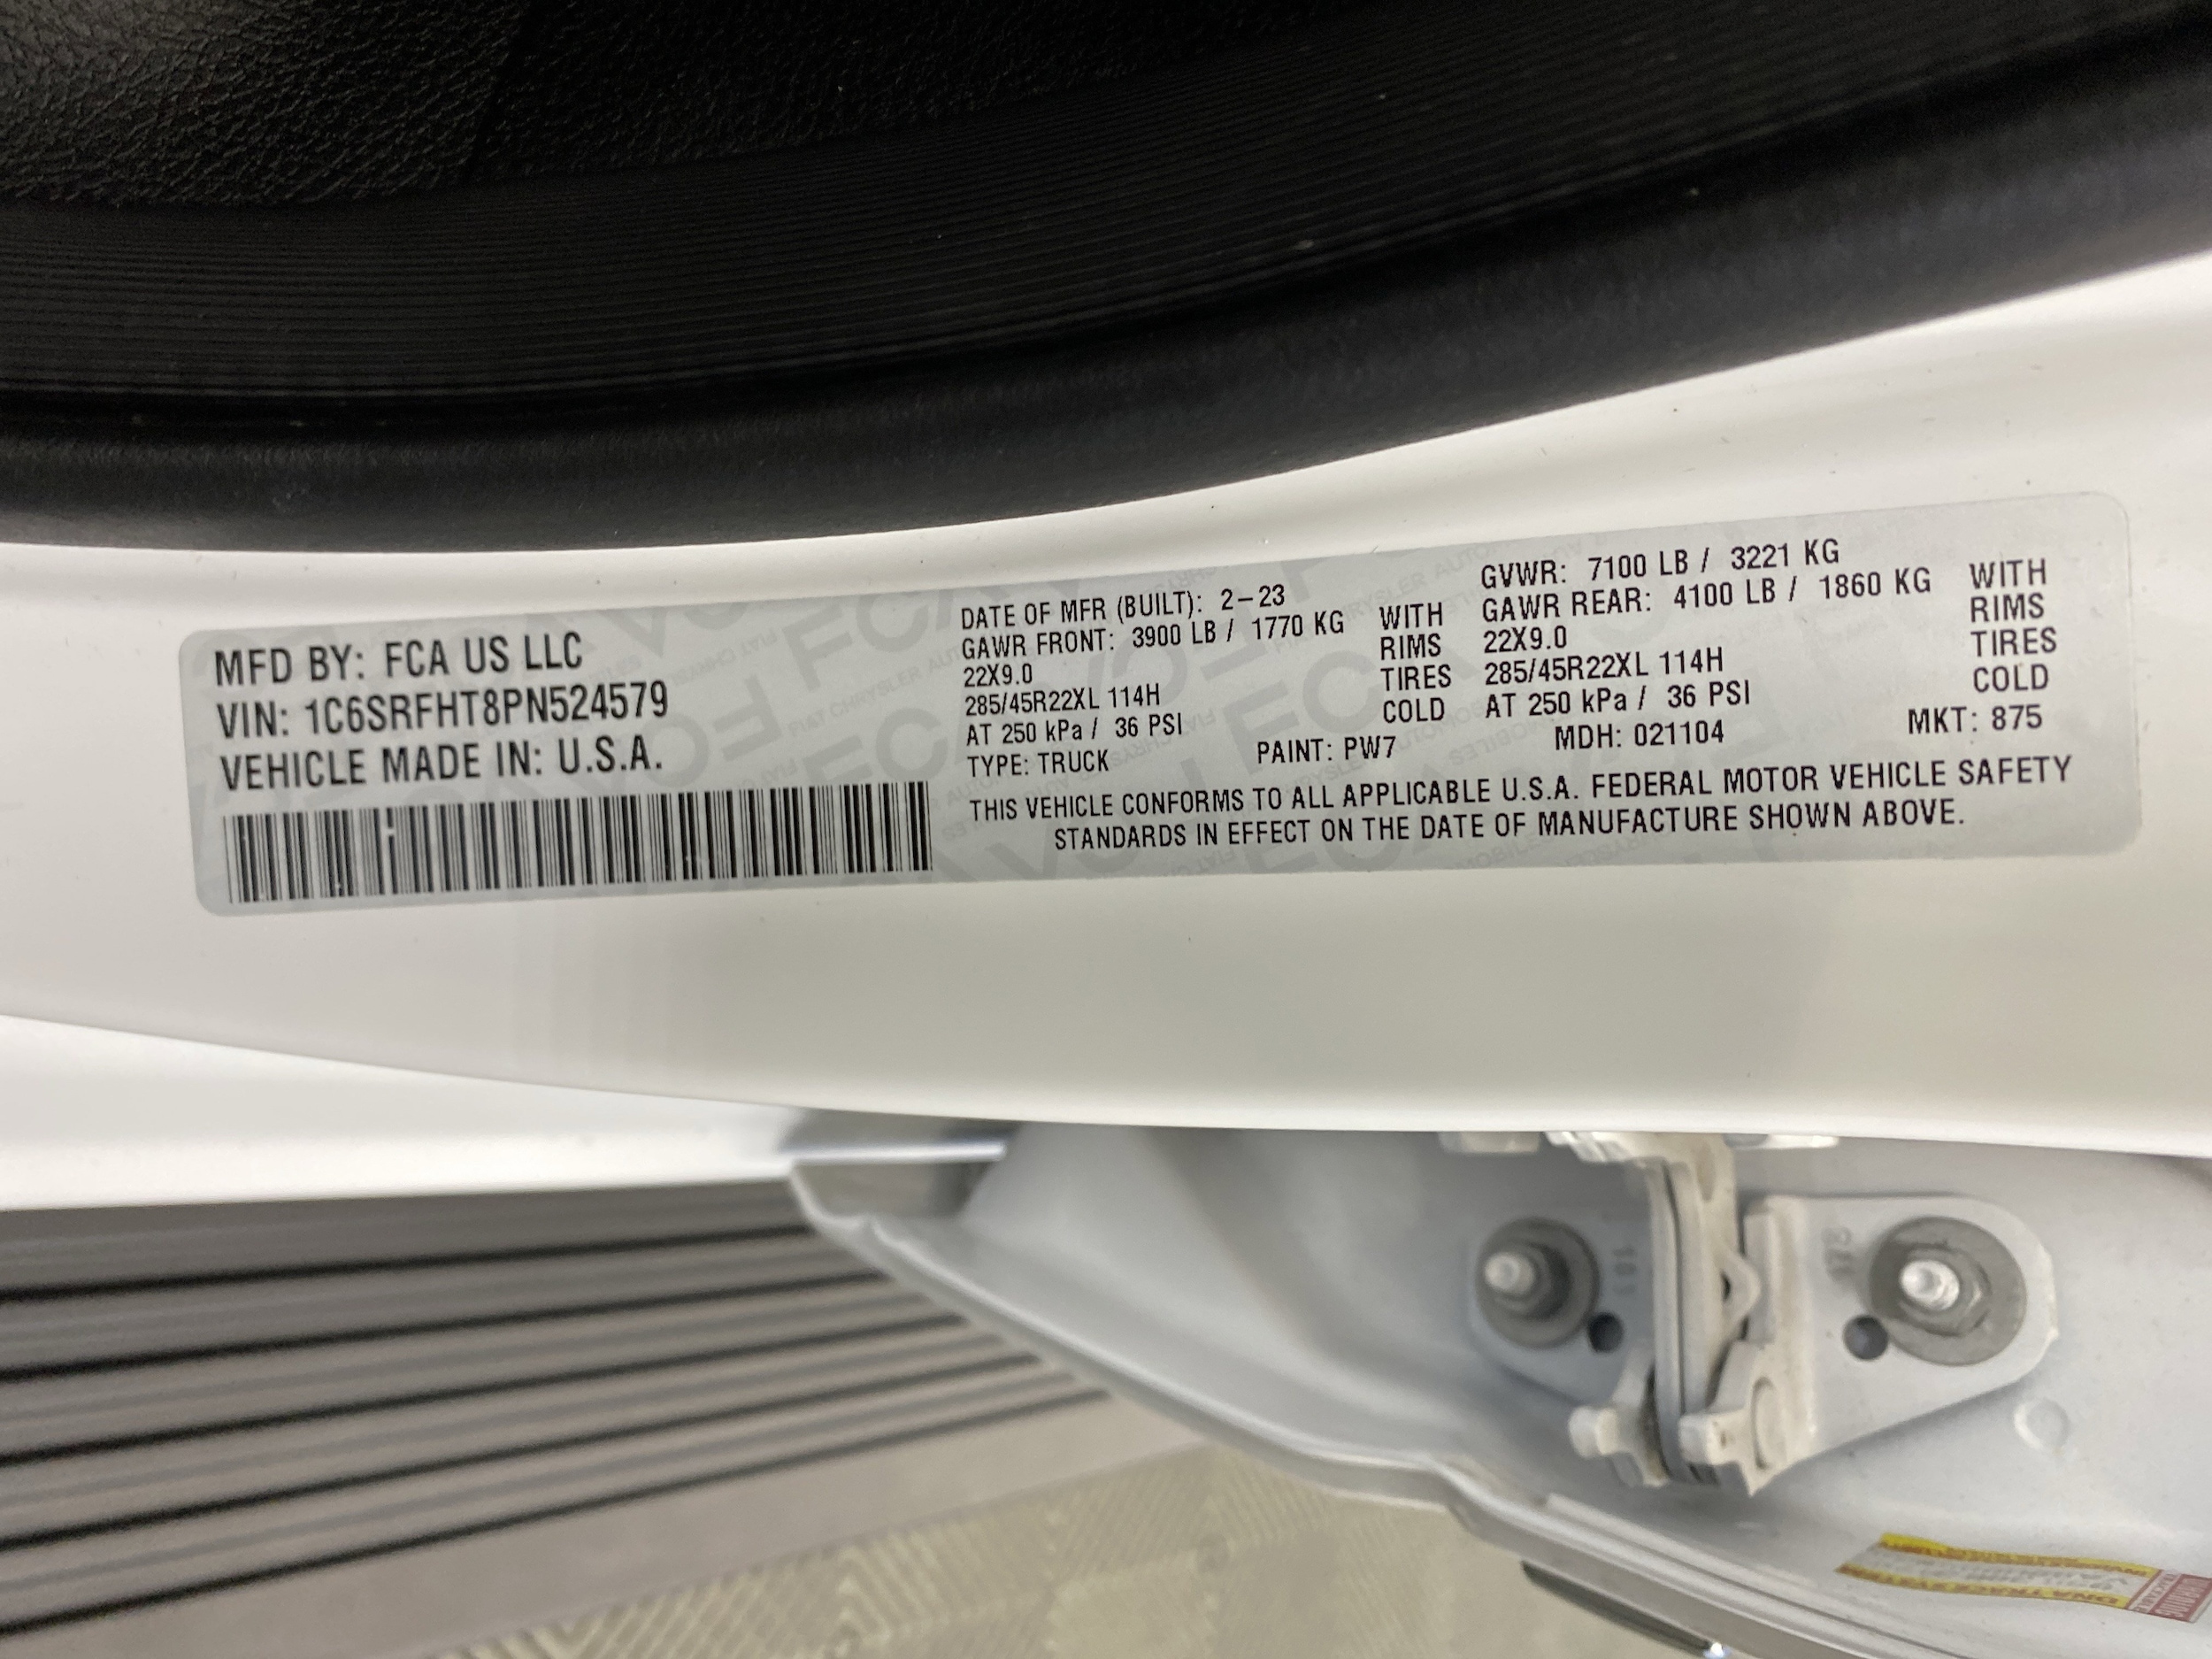 MFD BY: FCA US LLC
VIN: 1C6SRFHT8PN524579
VEHICLE MADE IN: U.S.A.
DATE OF MFR (BUILT): 2-23
GAWR FRONT: 3900 LB / 1770 KG WITH
22X9.0 RIMS
285/45R22XL 114H TIRES
AT 250 kPa / 36 PSI COLD
GVWR: 7100 LB / 3221 KG
GAWR REAR: 4100 LB / 1860 KG WITH
22X9.0 RIMS
285/45R22XL 114H TIRES
AT 250 kPa / 36 PSI COLD
TYPE: TRUCK PAINT: PW7 MDH: 021104 MKT: 875
THIS VEHICLE CONFORMS TO ALL APPLICABLE U.S.A. FEDERAL MOTOR VEHICLE SAFETY
STANDARDS IN EFFECT ON THE DATE OF MANUFACTURE SHOWN ABOVE.